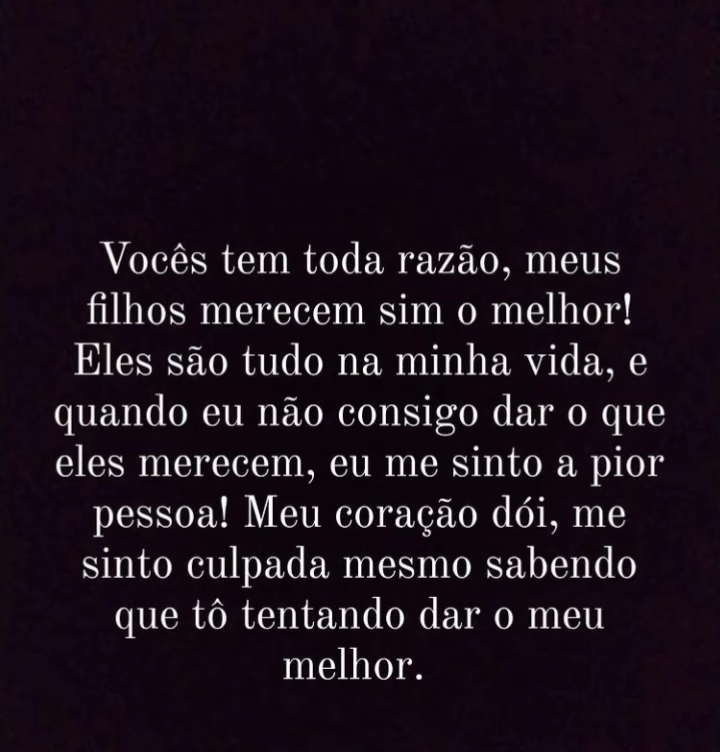 Vocês tem toda razão, meus
filhos merecem sim o melhor!
Eles são tudo na minha vida, e
quando eu não consigo dar o que
eles merecem, eu me sinto a pior
pessoa! Meu coração dói, me
sinto culpada mesmo sabendo
que tô tentando dar o meu
melhor.